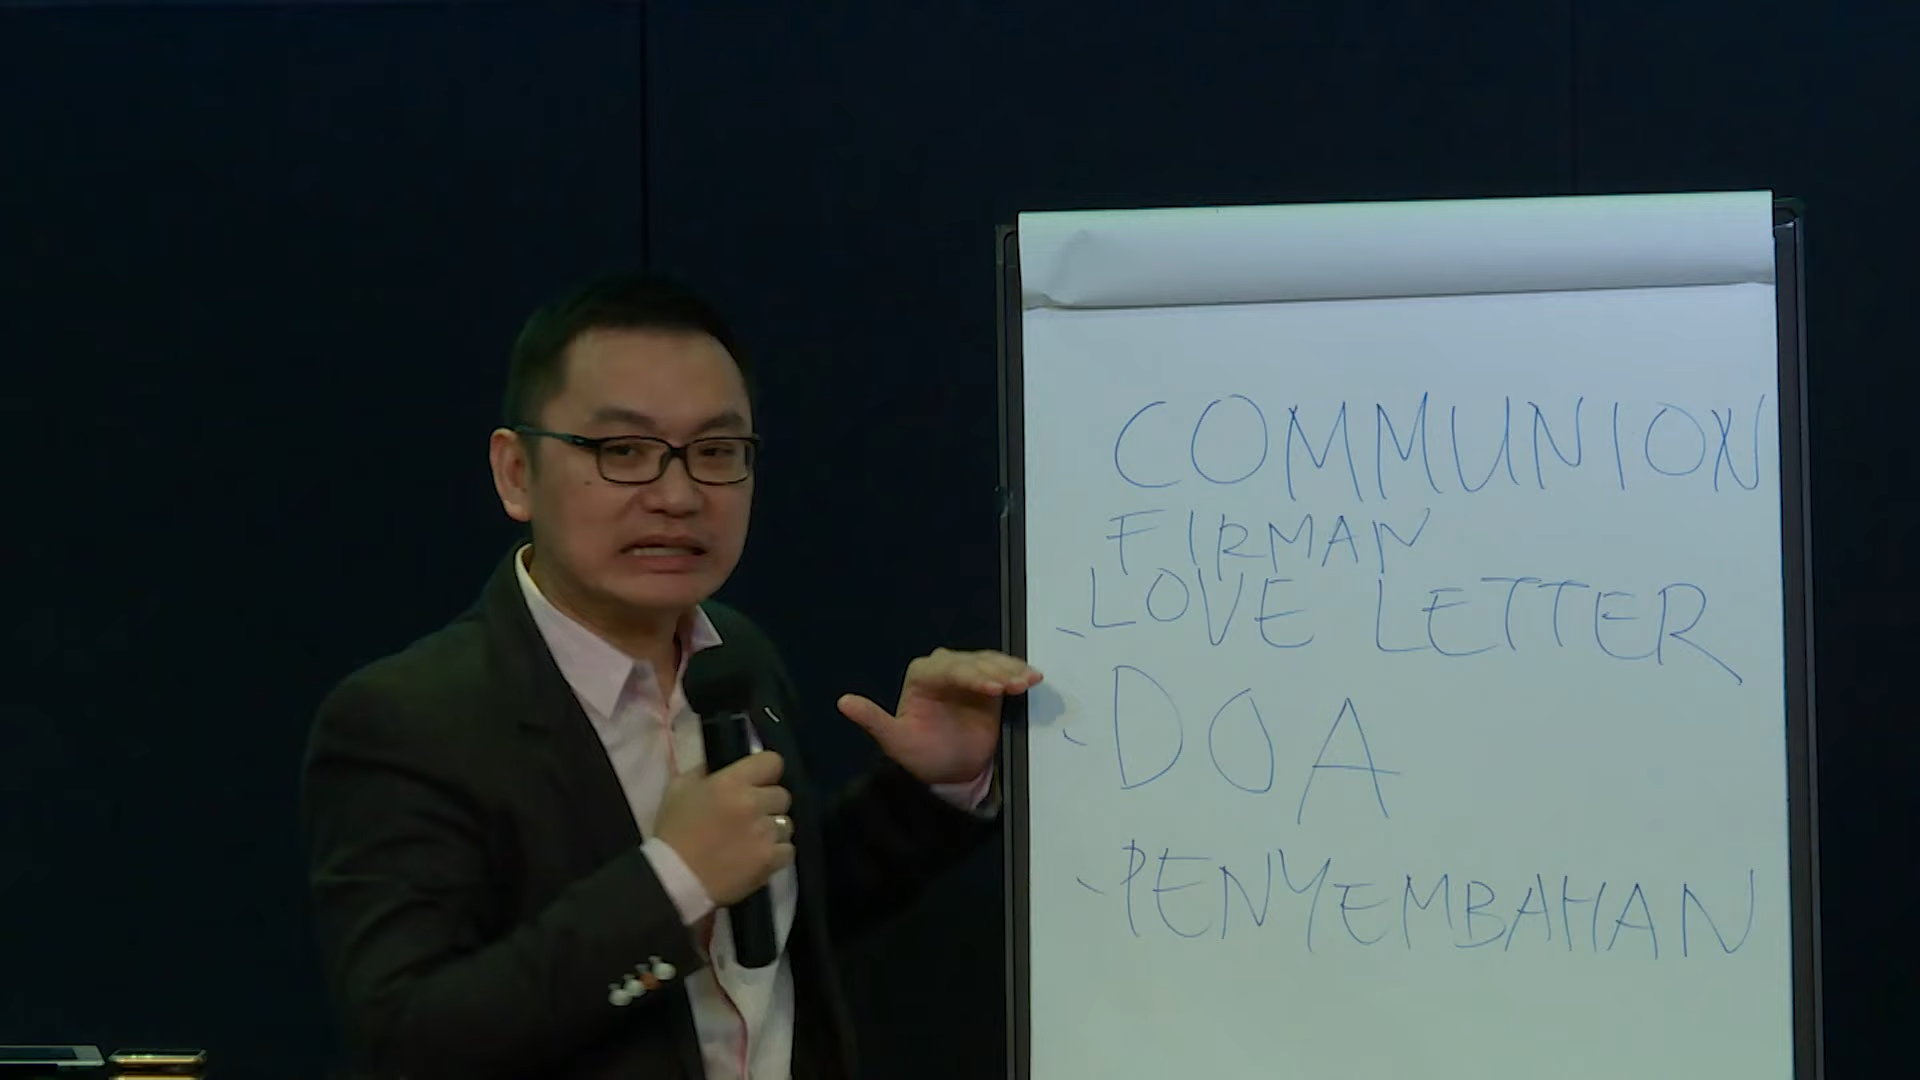 COMMUNION
FIRMAN
- LOVE LETTER
- DOA
- PENYEMBAHAN